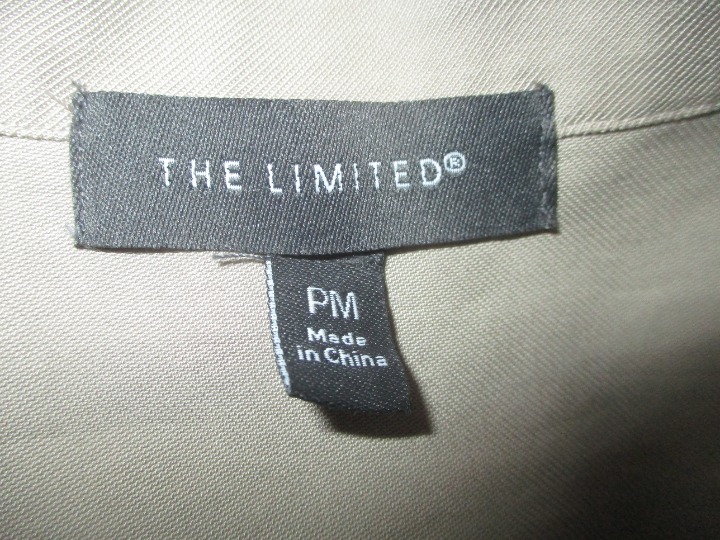 THE LIMITED®
PM
Made
in China